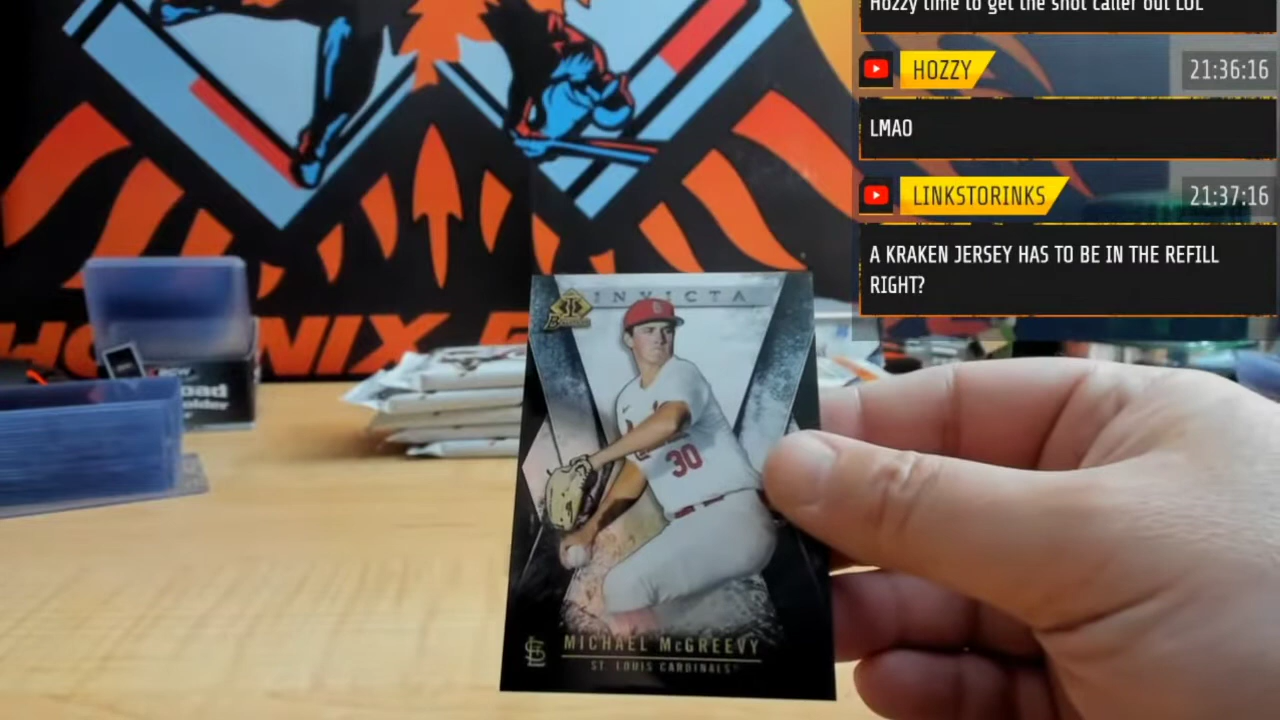 Hozzy time to get the shot caller out LOL
HOZZY
21:36:16
LMAO
LINKSTORINKS
21:37:16
A KRAKEN JERSEY HAS TO BE IN THE REFILL
RIGHT?
INVICTA
30
MICHAEL McGREEVY
ST. LOUIS CARDINALS